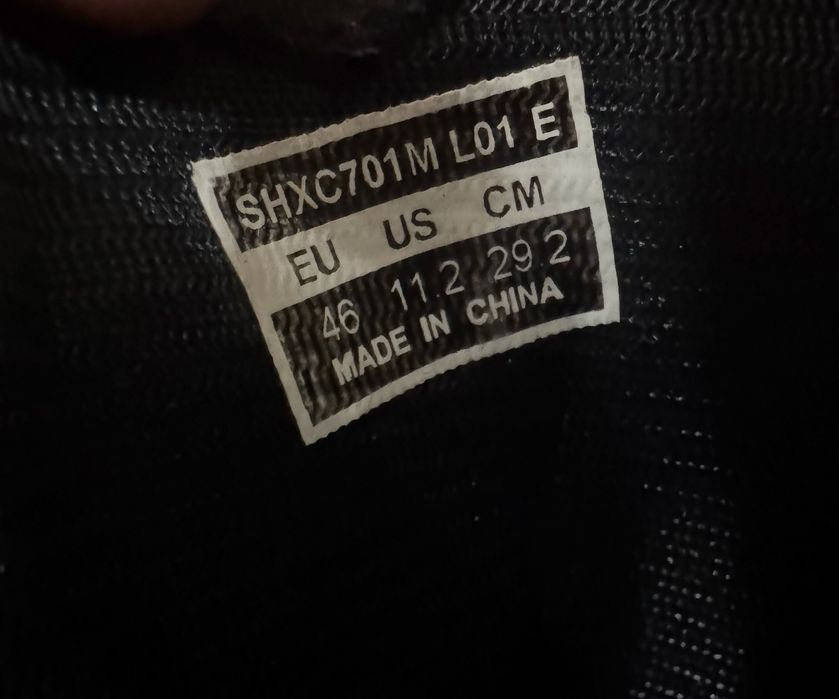 SHXC701M L01 E
EU US CM
46 11.2 29.2
MADE IN CHINA